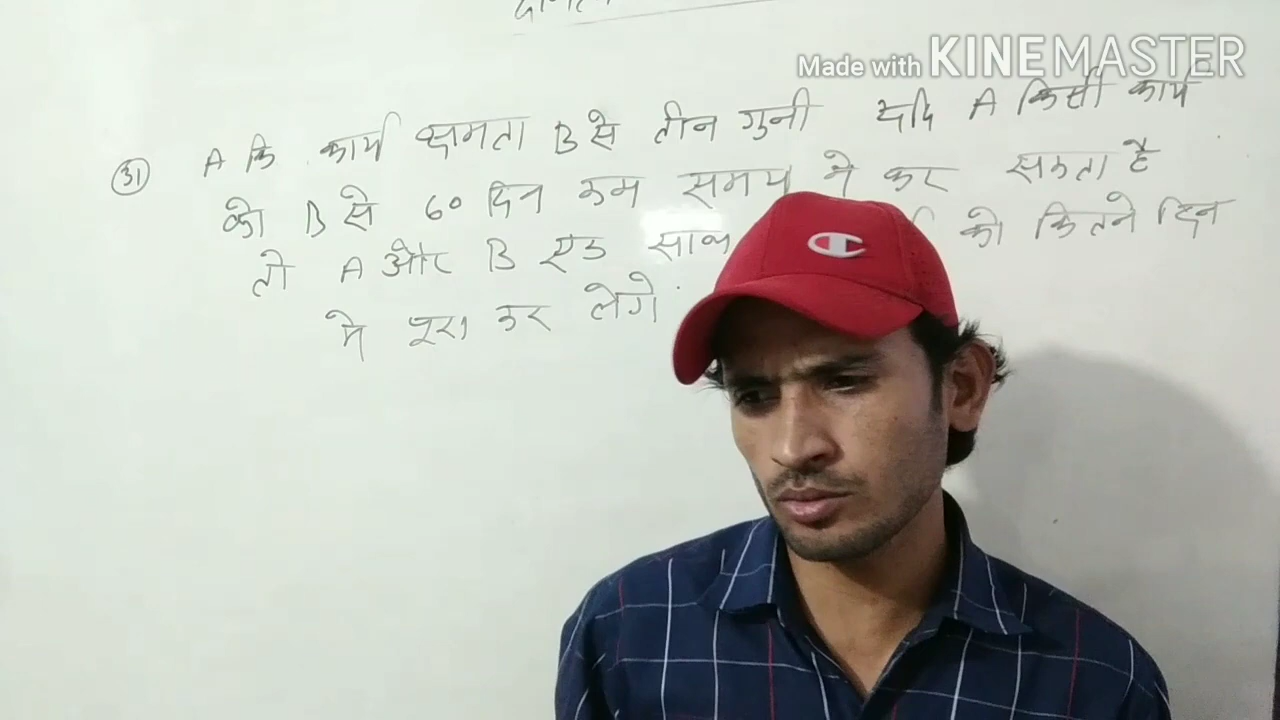 Made with KINEMASTER
31 A कि कार्य क्षमता B से तीन गुनी यदि A किसी कार्य
को B से 60 दिन कम समय मे कर सकता है
तो A और B एक साथ को कितने दिन
मे पूरा कर लेगे